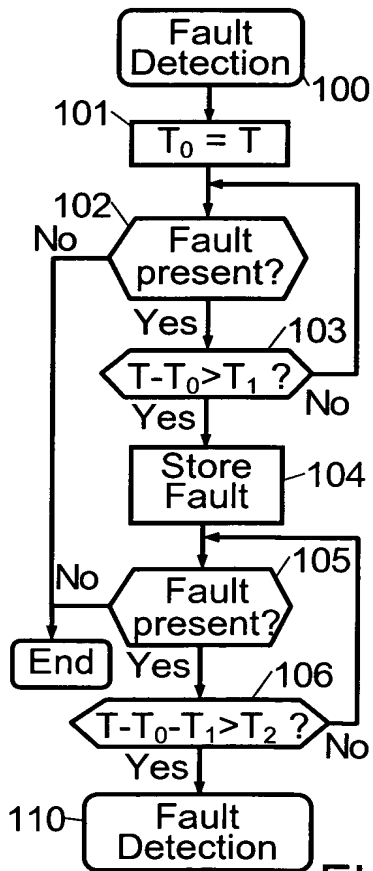 Fault
Detection
100
101
T₀ = T
102
No
Fault
present?
Yes
103
T-T₀>T₁ ?
No
Yes
Store
Fault
104
105
No
Fault
present?
End
Yes
106
T-T₀-T₁>T₂ ?
No
Yes
110
Fault
Detection